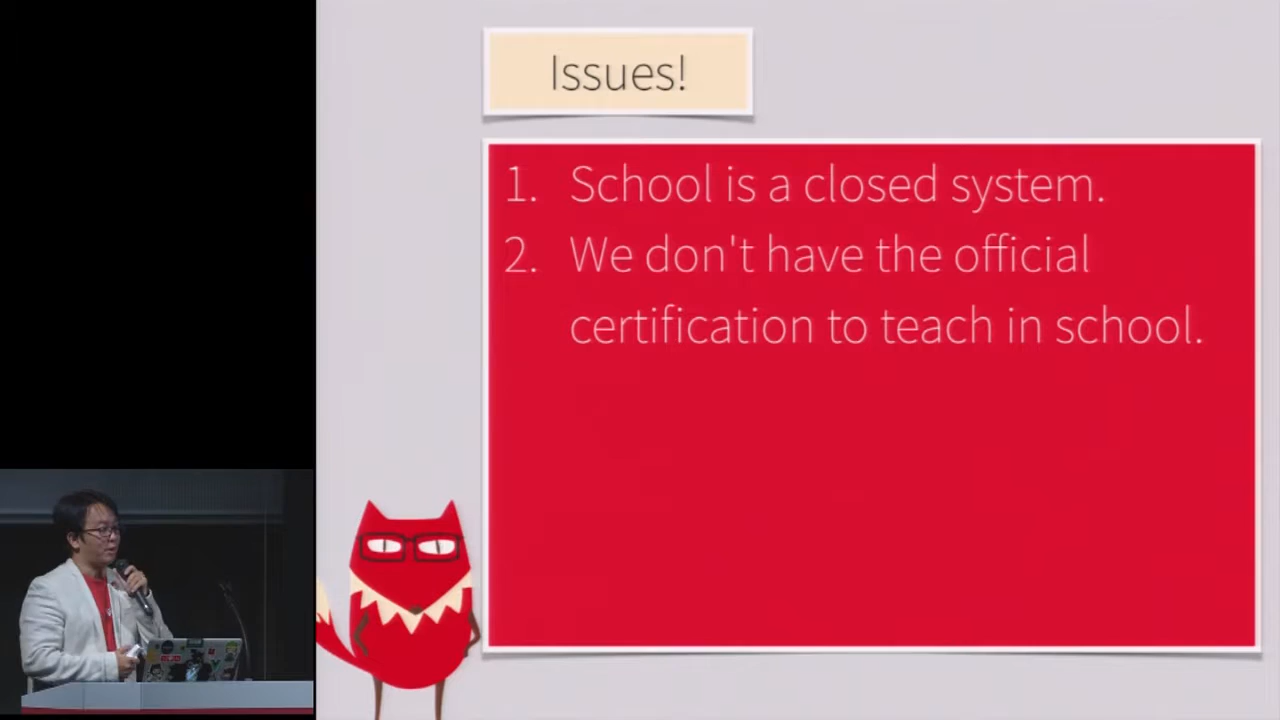 Issues!
1. School is a closed system.
2. We don't have the official
certification to teach in school.